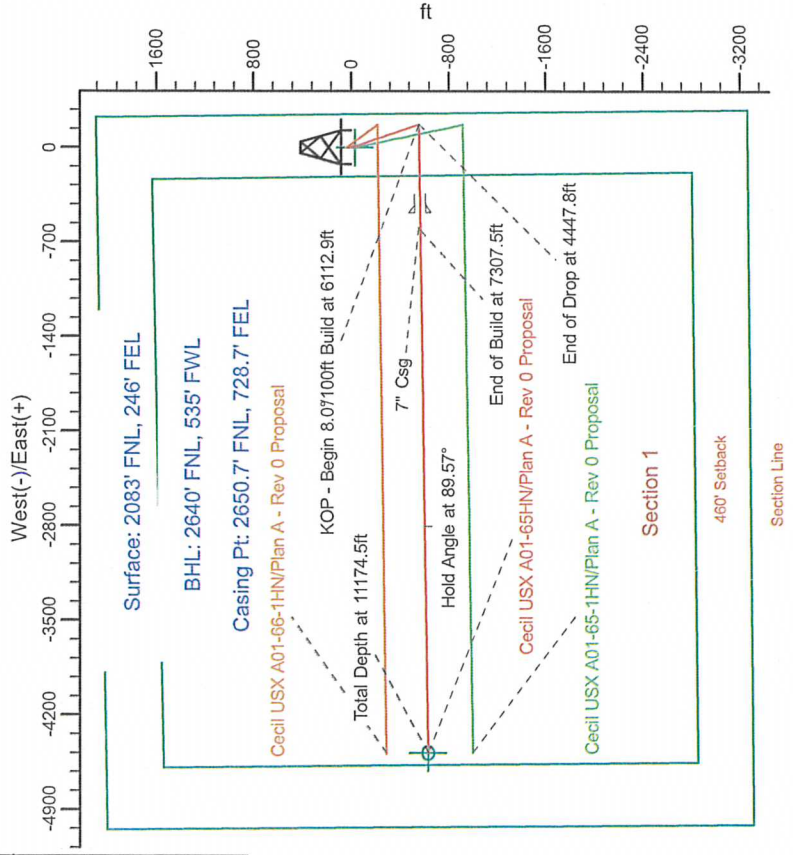 West(-)/East(+)
ft
-4900
-4200
-3500
-2800
-2100
-1400
-700
0
1600
800
0
-800
-1600
-2400
-3200
Surface: 2083' FNL, 246' FEL
BHL: 2640' FNL, 535' FWL
Casing Pt: 2650.7' FNL, 728.7' FEL
Cecil USX A01-66-1HN/Plan A - Rev 0 Proposal
KOP - Begin 8.0°/100ft Build at 6112.9ft
Total Depth at 11174.5ft
7" Csg
Hold Angle at 89.57°
End of Build at 7307.5ft
Cecil USX A01-65HN/Plan A - Rev 0 Proposal
End of Drop at 4447.8ft
Cecil USX A01-65-1HN/Plan A - Rev 0 Proposal
Section 1
460' Setback
Section Line